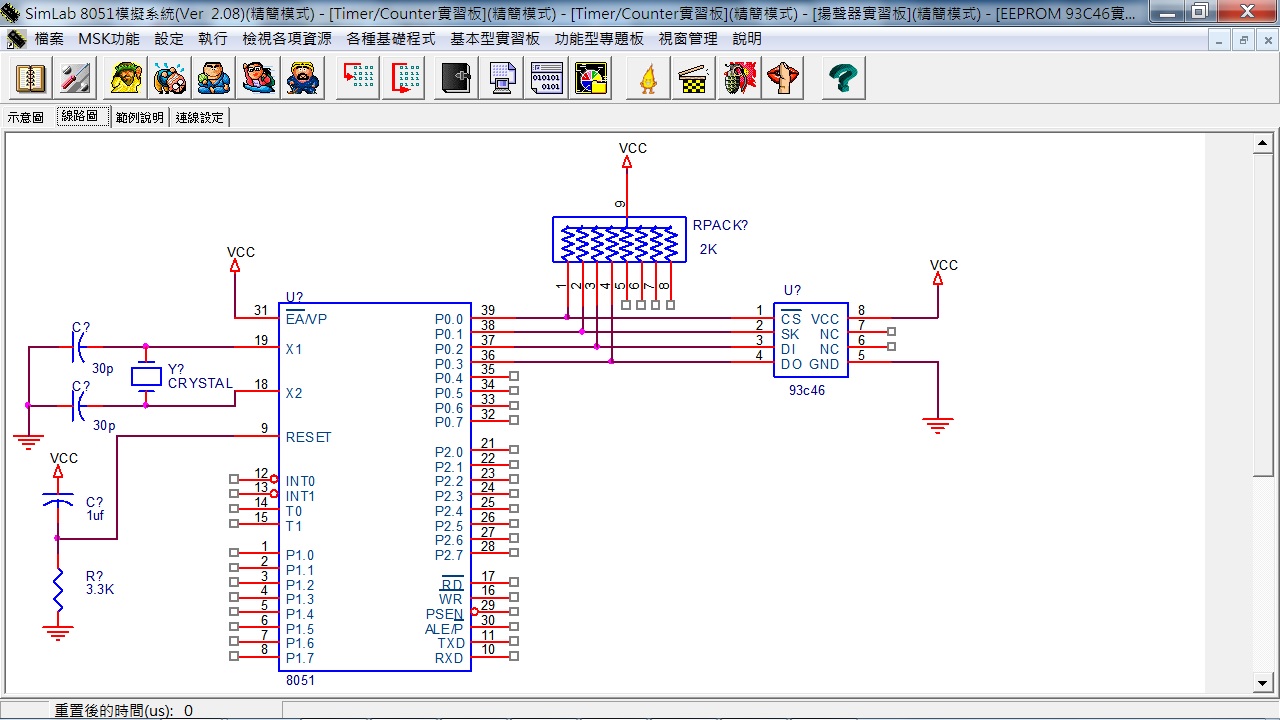 SimLab 8051模擬系統(Ver 2.08)(精簡模式) - [Timer/Counter實習板](精簡模式) - [Timer/Counter實習板](精簡模式) - [揚聲器實習板](精簡模式) - [EEPROM 93C46實...
檔案 MSK功能 設定 執行 檢視各項資源 各種基礎程式 基本型實習板 功能型專題板 視窗管理 說明
示意圖 線路圖 範例說明 連線設定
VCC
9
RPACK?
2K
1 2 3 4 5 6 7 8
VCC
U?
31 EA/VP
19 X1
18 X2
9 RESET
12 INT0
13 INT1
14 T0
15 T1
1 P1.0
2 P1.1
3 P1.2
4 P1.3
5 P1.4
6 P1.5
7 P1.6
8 P1.7
P0.0 39
P0.1 38
P0.2 37
P0.3 36
P0.4 35
P0.5 34
P0.6 33
P0.7 32
P2.0 21
P2.1 22
P2.2 23
P2.3 24
P2.4 25
P2.5 26
P2.6 27
P2.7 28
RD 17
WR 16
PSEN 29
ALE/P 30
TXD 11
RXD 10
8051
C?
30p
Y?
CRYSTAL
C?
30p
VCC
C?
1uf
R?
3.3K
U?
VCC
1 CS VCC 8
2 SK NC 7
3 DI NC 6
4 DO GND 5
93c46
重置後的時間(us): 0